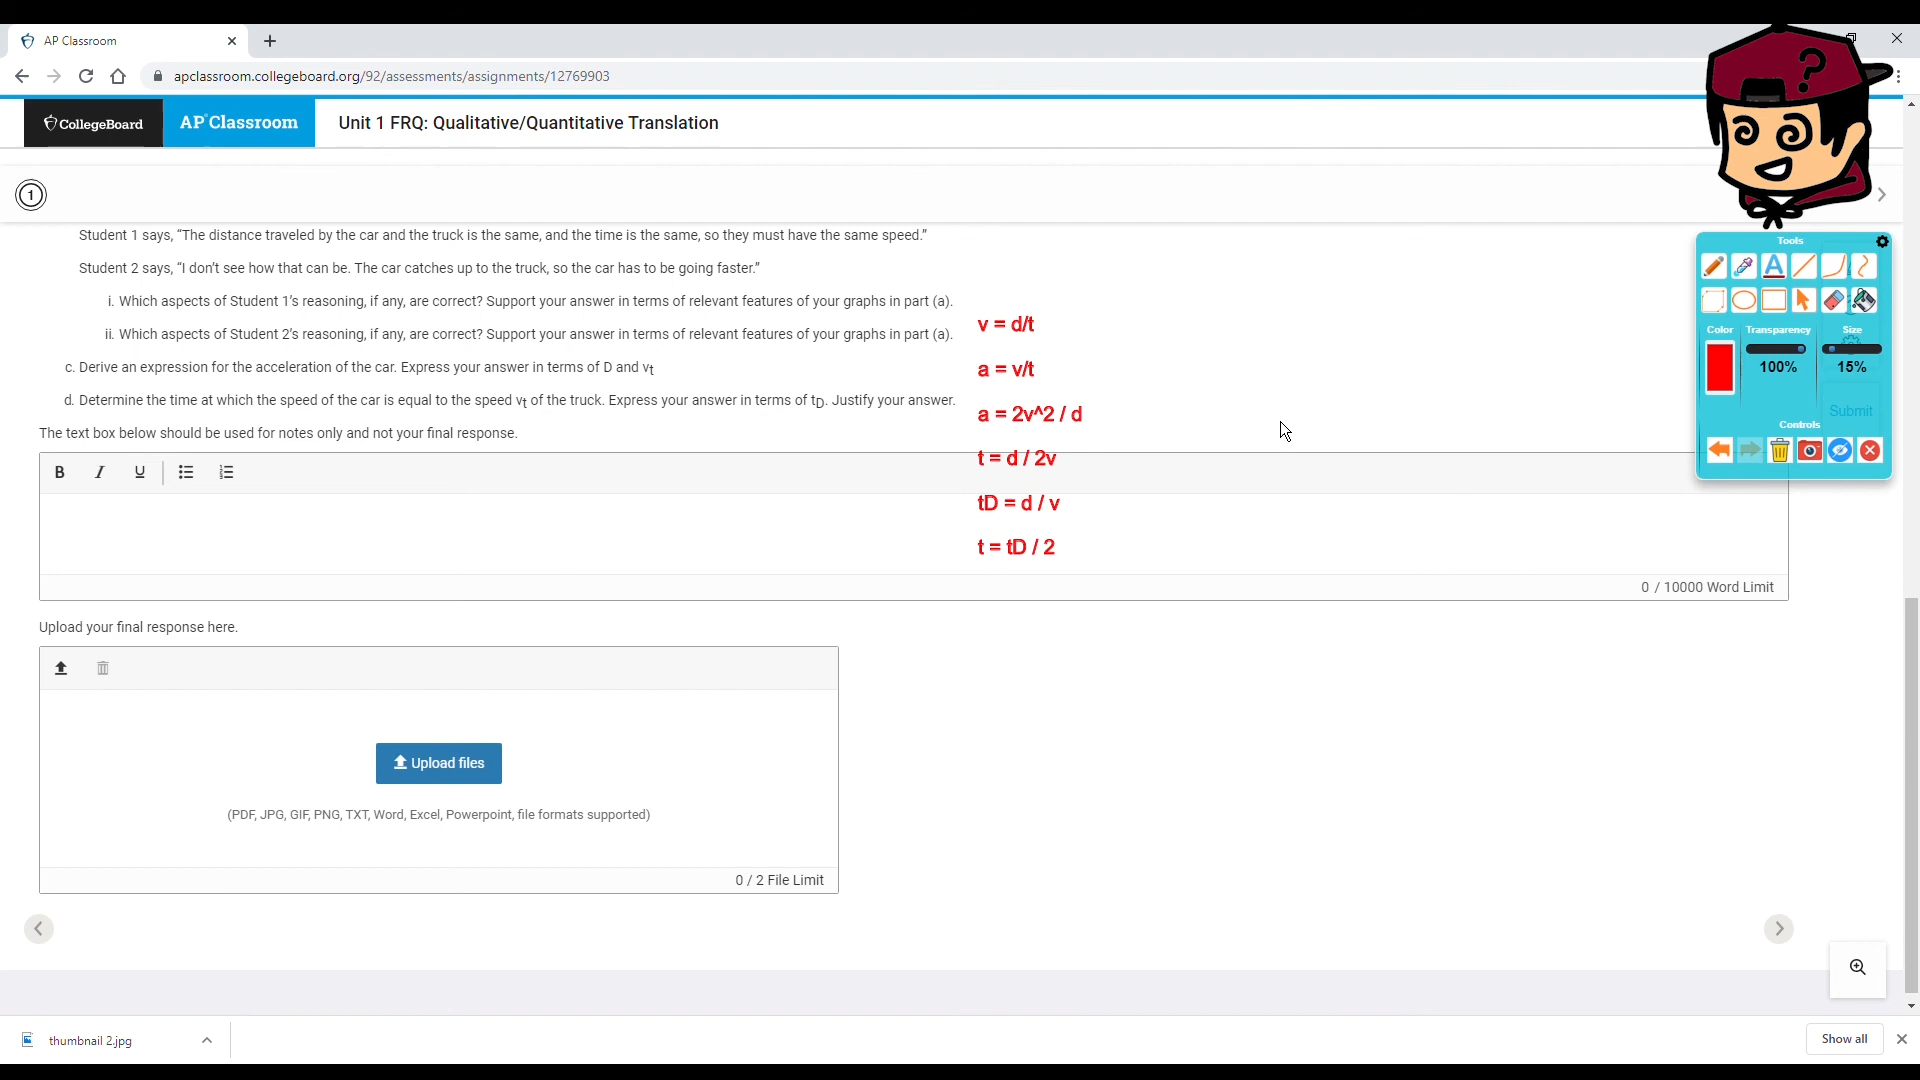 AP Classroom
apclassroom.collegeboard.org/92/assessments/assignments/12769903
CollegeBoard
AP Classroom
Unit 1 FRQ: Qualitative/Quantitative Translation
?
1
Student 1 says, “The distance traveled by the car and the truck is the same, and the time is the same, so they must have the same speed.”
Student 2 says, “I don’t see how that can be. The car catches up to the truck, so the car has to be going faster.”
i. Which aspects of Student 1’s reasoning, if any, are correct? Support your answer in terms of relevant features of your graphs in part (a).
ii. Which aspects of Student 2’s reasoning, if any, are correct? Support your answer in terms of relevant features of your graphs in part (a).
c. Derive an expression for the acceleration of the car. Express your answer in terms of D and vt
d. Determine the time at which the speed of the car is equal to the speed vt of the truck. Express your answer in terms of tD. Justify your answer.
The text box below should be used for notes only and not your final response.
v = d/t
a = v/t
a = 2v^2 / d
t = d / 2v
tD = d / v
t = tD / 2
Tools
Color Transparency Size
100% 15%
Submit
Controls
B I U
0 / 10000 Word Limit
Upload your final response here.
Upload files
(PDF, JPG, GIF, PNG, TXT, Word, Excel, Powerpoint, file formats supported)
0 / 2 File Limit
thumbnail 2.jpg
Show all